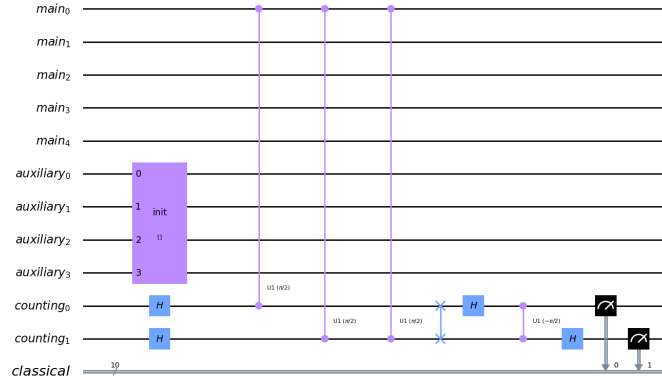 main0
main1
main2
main3
main4
auxiliary0
auxiliary1
auxiliary2
auxiliary3
counting0
counting1
classical
0
1
2
3
init
[]
H
H
U1 (π/2)
U1 (π/2)
U1 (π/2)
H
U1 (−π/2)
H
10
0
1